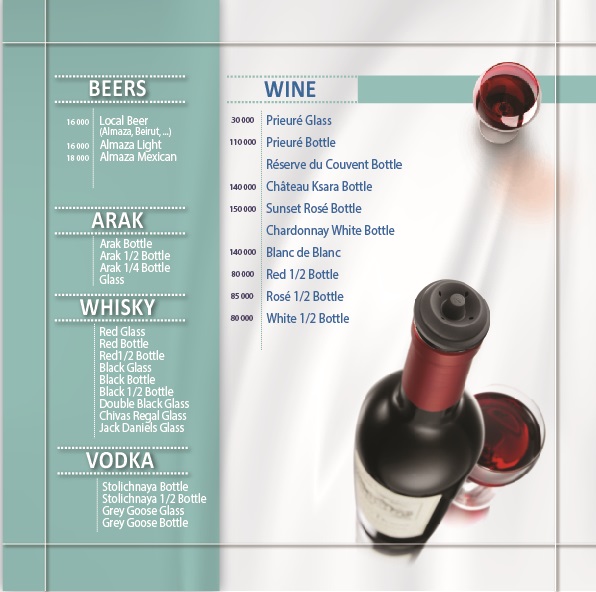 BEERS
16 000 Local Beer
(Almaza, Beirut, ...)
16 000 Almaza Light
18 000 Almaza Mexican
ARAK
Arak Bottle
Arak 1/2 Bottle
Arak 1/4 Bottle
Glass
WHISKY
Red Glass
Red Bottle
Red1/2 Bottle
Black Glass
Black Bottle
Black 1/2 Bottle
Double Black Glass
Chivas Regal Glass
Jack Daniels Glass
VODKA
Stolichnaya Bottle
Stolichnaya 1/2 Bottle
Grey Goose Glass
Grey Goose Bottle
WINE
30 000 Prieuré Glass
110 000 Prieuré Bottle
Réserve du Couvent Bottle
140 000 Château Ksara Bottle
150 000 Sunset Rosé Bottle
Chardonnay White Bottle
140 000 Blanc de Blanc
80 000 Red 1/2 Bottle
85 000 Rosé 1/2 Bottle
80 000 White 1/2 Bottle